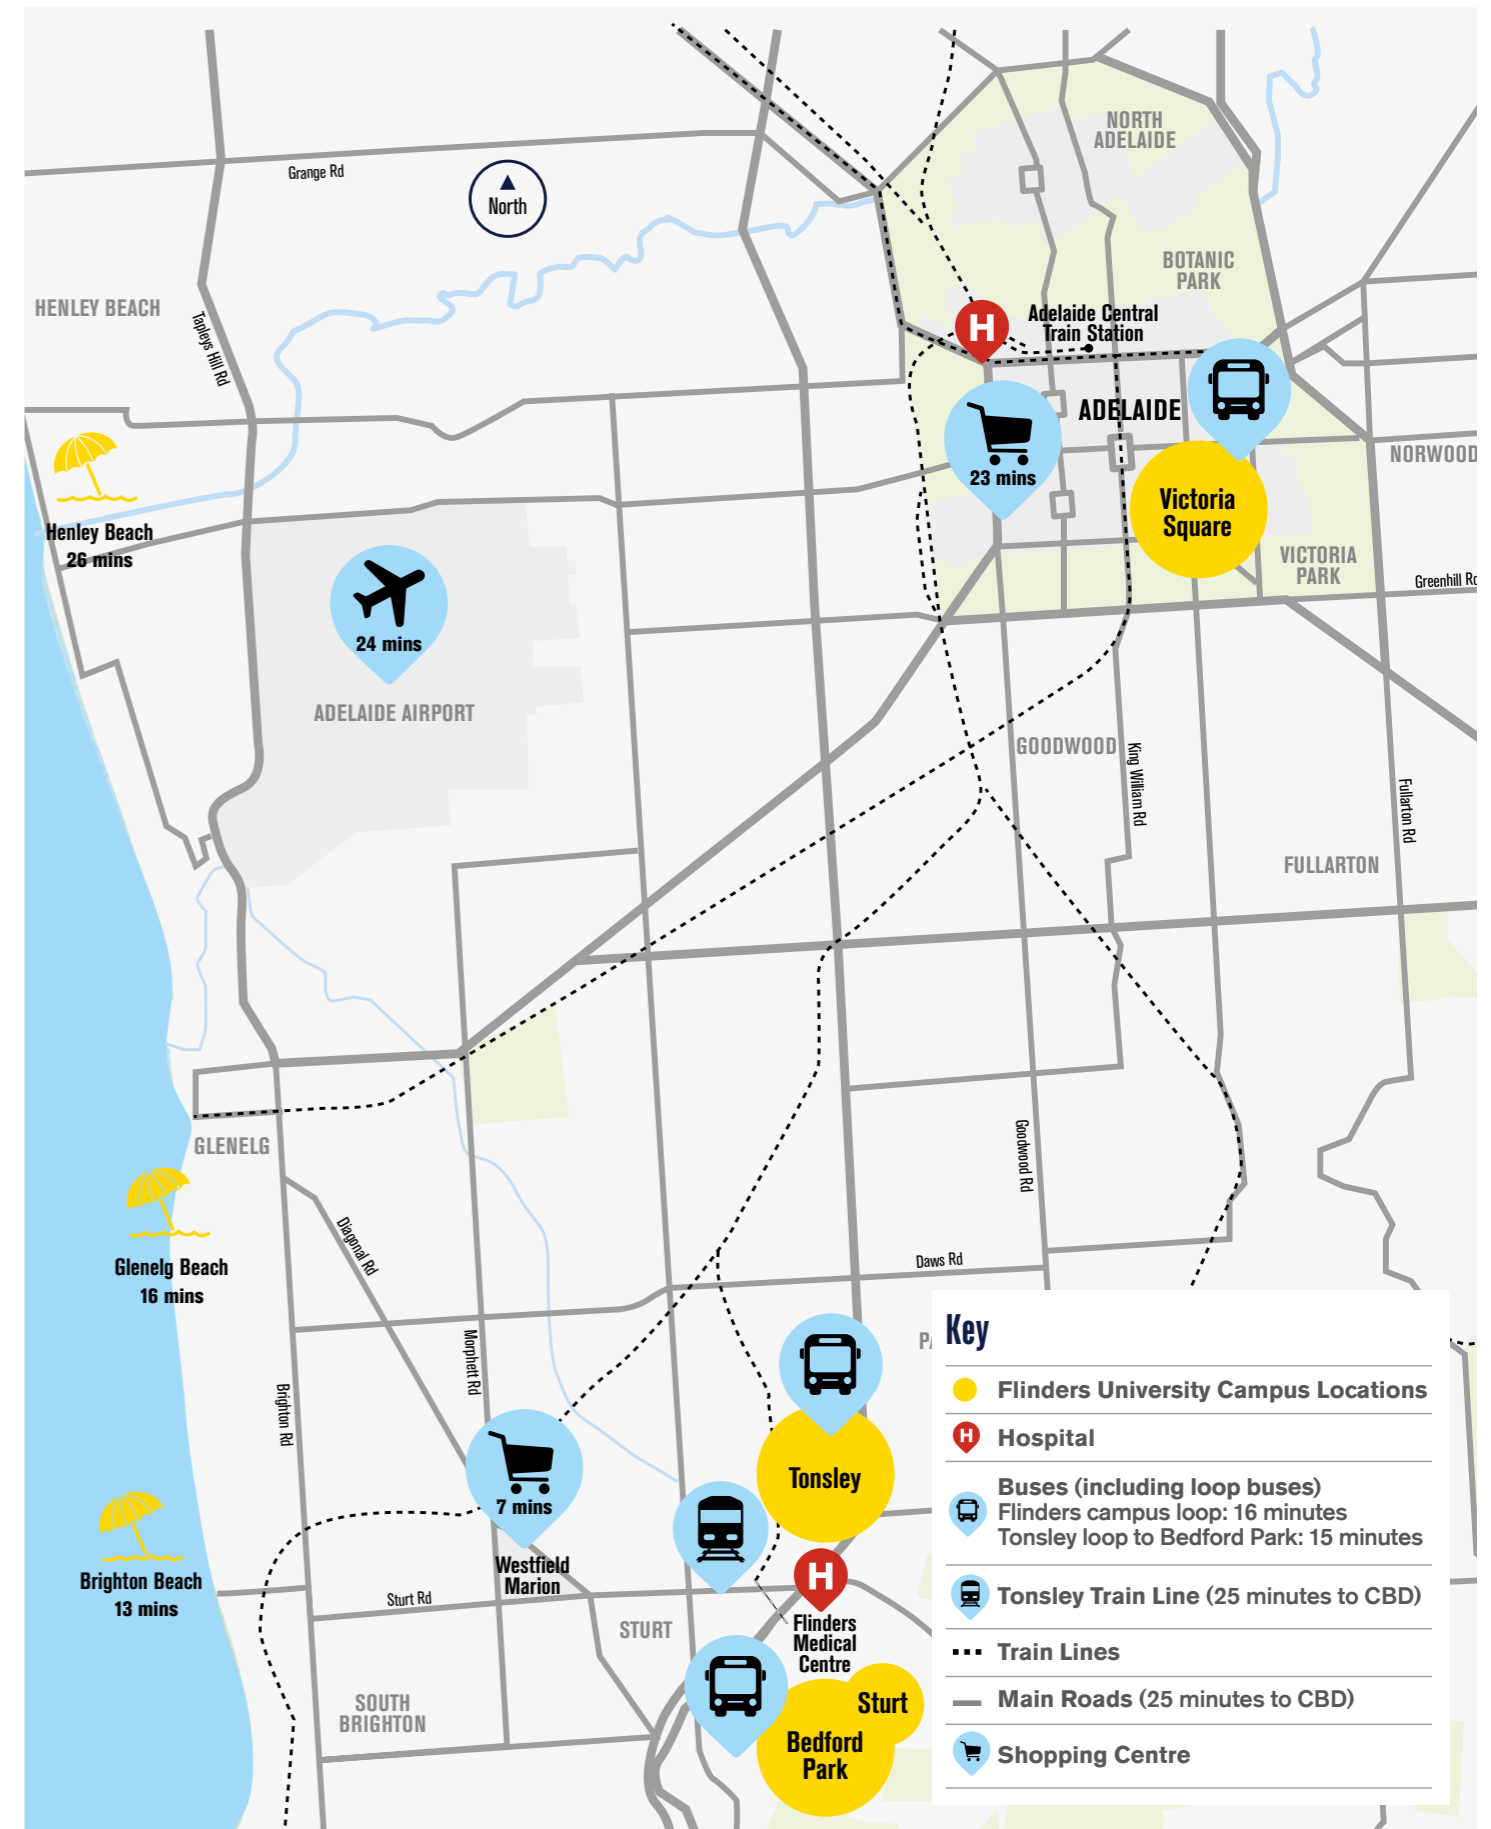 NORTH
ADELAIDE
Grange Rd
North
BOTANIC
PARK
HENLEY BEACH
Tapleys Hill Rd
H
Adelaide Central
Train Station
ADELAIDE
NORWOOD
23 mins
Victoria
Square
Henley Beach
26 mins
VICTORIA
PARK
Greenhill Rd
24 mins
ADELAIDE AIRPORT
GOODWOOD
King William Rd
Fullarton Rd
FULLARTON
GLENELG
Goodwood Rd
Diagonal Rd
Glenelg Beach
16 mins
Daws Rd
Morphett Rd
Brighton Rd
PA
Tonsley
7 mins
Westfield
Marion
Brighton Beach
13 mins
Sturt Rd
H
Flinders
Medical
Centre
STURT
SOUTH
BRIGHTON
Sturt
Bedford
Park
Key
Flinders University Campus Locations
H
Hospital
Buses (including loop buses)
Flinders campus loop: 16 minutes
Tonsley loop to Bedford Park: 15 minutes
Tonsley Train Line (25 minutes to CBD)
Train Lines
Main Roads (25 minutes to CBD)
Shopping Centre